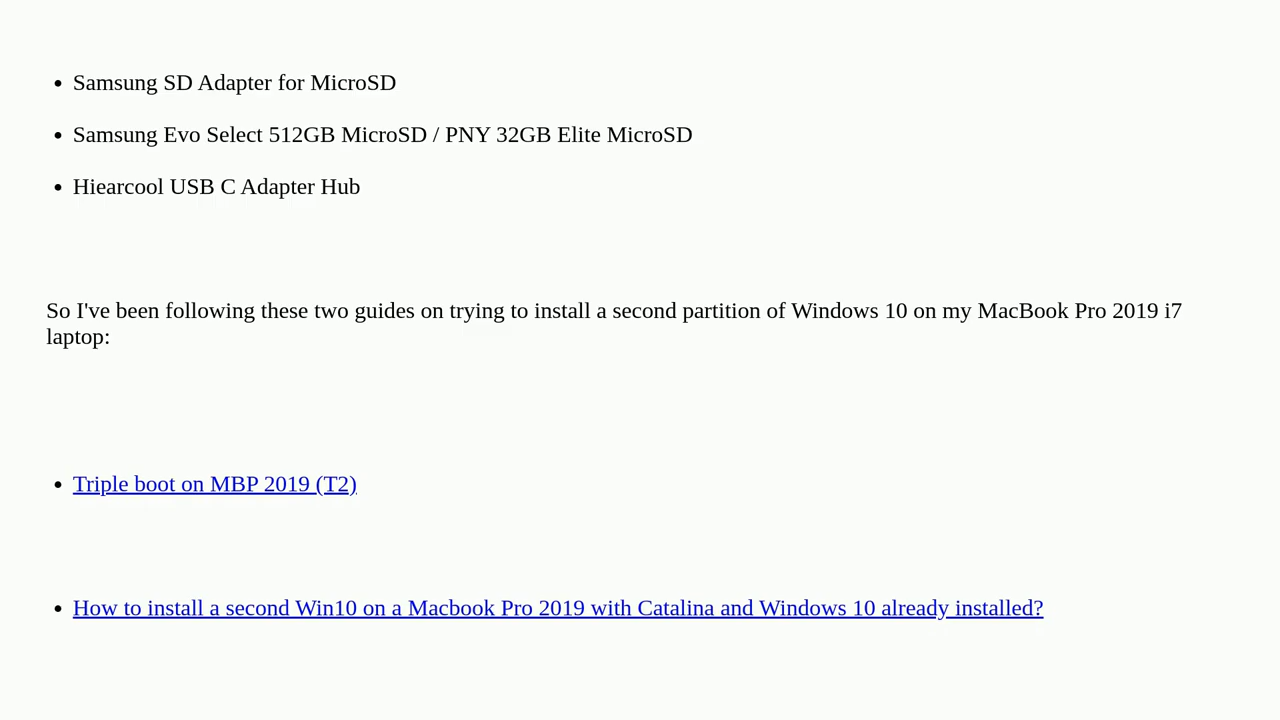 Samsung SD Adapter for MicroSD
Samsung Evo Select 512GB MicroSD / PNY 32GB Elite MicroSD
Hiearcool USB C Adapter Hub
So I've been following these two guides on trying to install a second partition of Windows 10 on my MacBook Pro 2019 i7
laptop:
Triple boot on MBP 2019 (T2)
How to install a second Win10 on a Macbook Pro 2019 with Catalina and Windows 10 already installed?